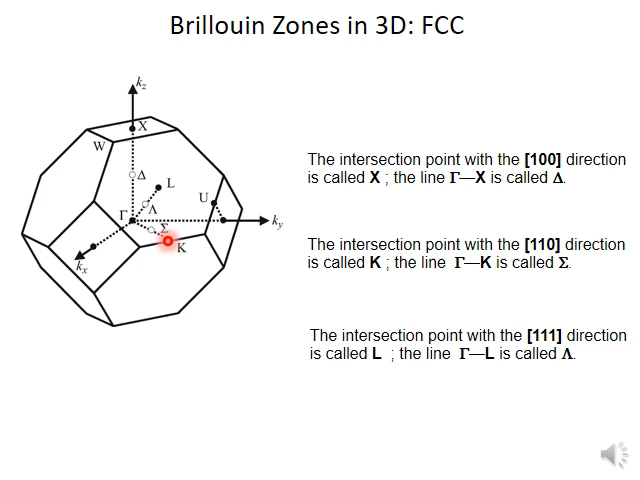 Brillouin Zones in 3D: FCC
kz
X
W
Δ
L
U
Λ
Γ
Σ
ky
K
kx
The intersection point with the [100] direction
is called X ; the line Γ—X is called Δ.
The intersection point with the [110] direction
is called K ; the line Γ—K is called Σ.
The intersection point with the [111] direction
is called L ; the line Γ—L is called Λ.